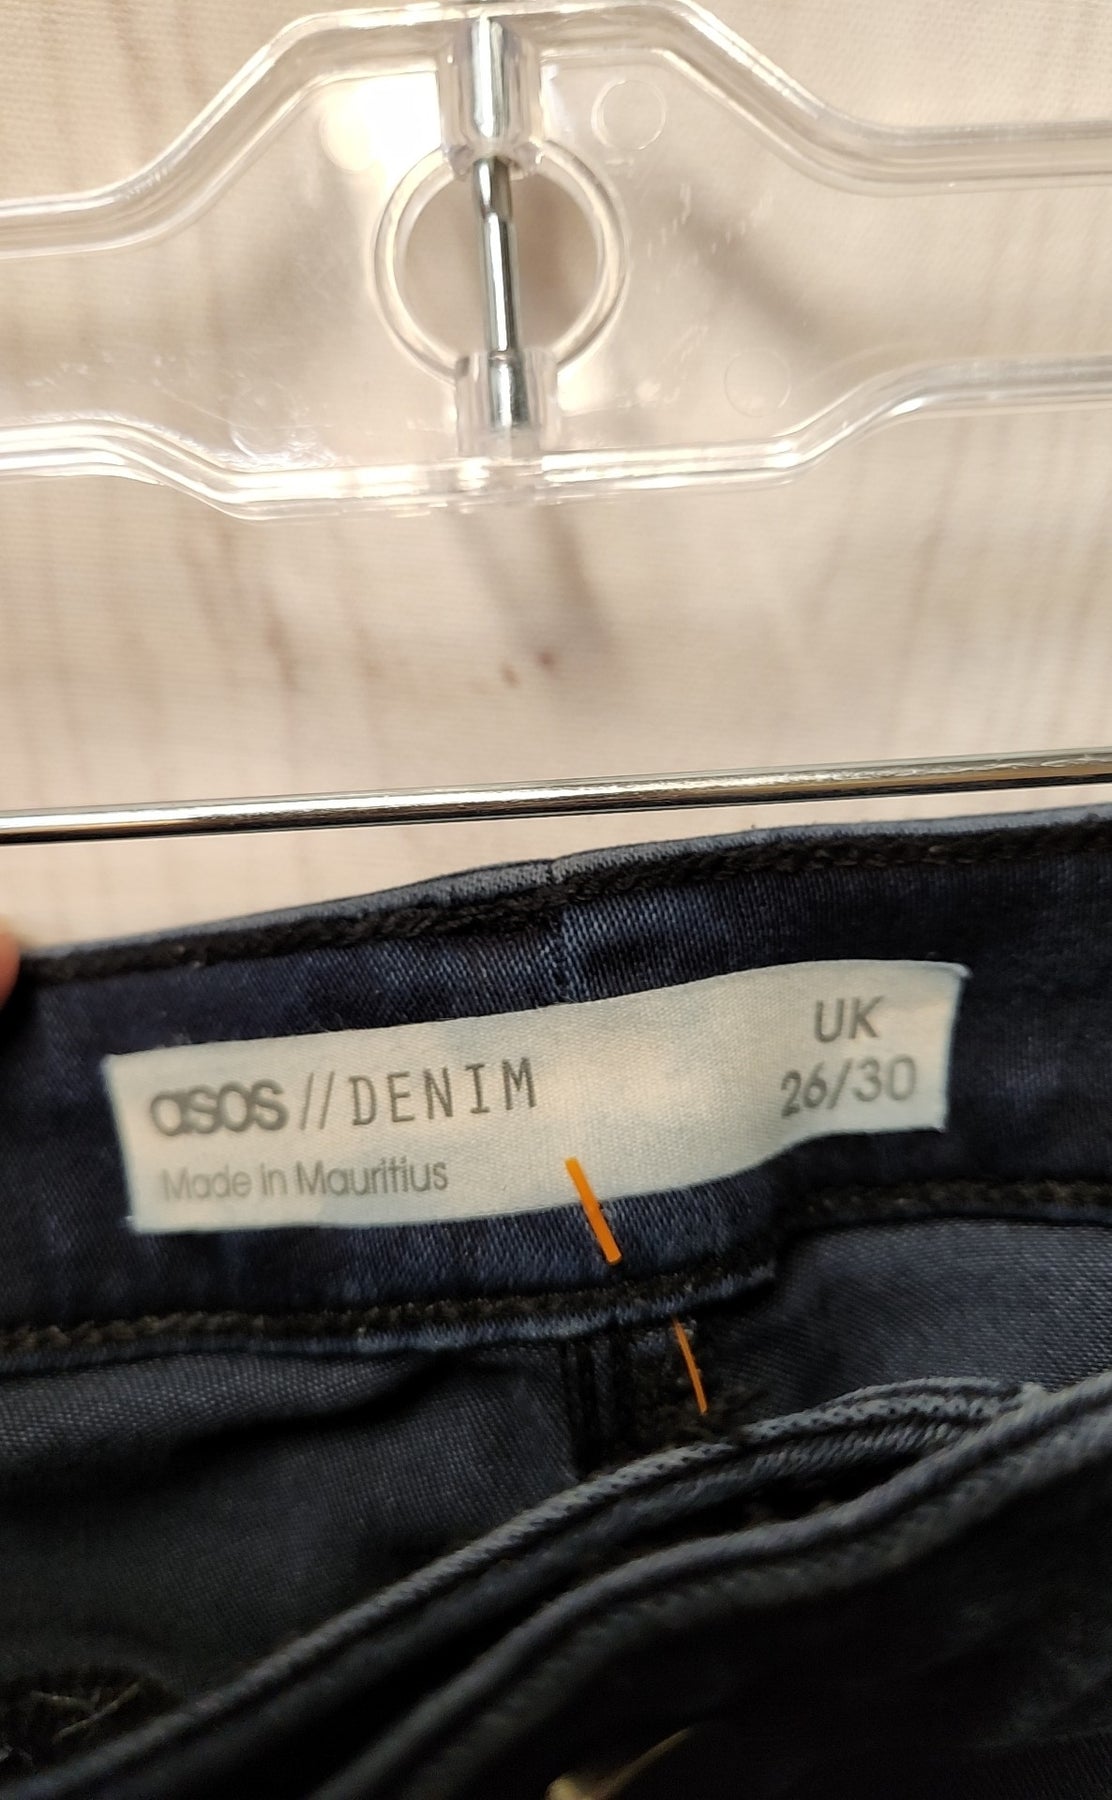 asos//DENIM
Made in Mauritius
UK
26/30